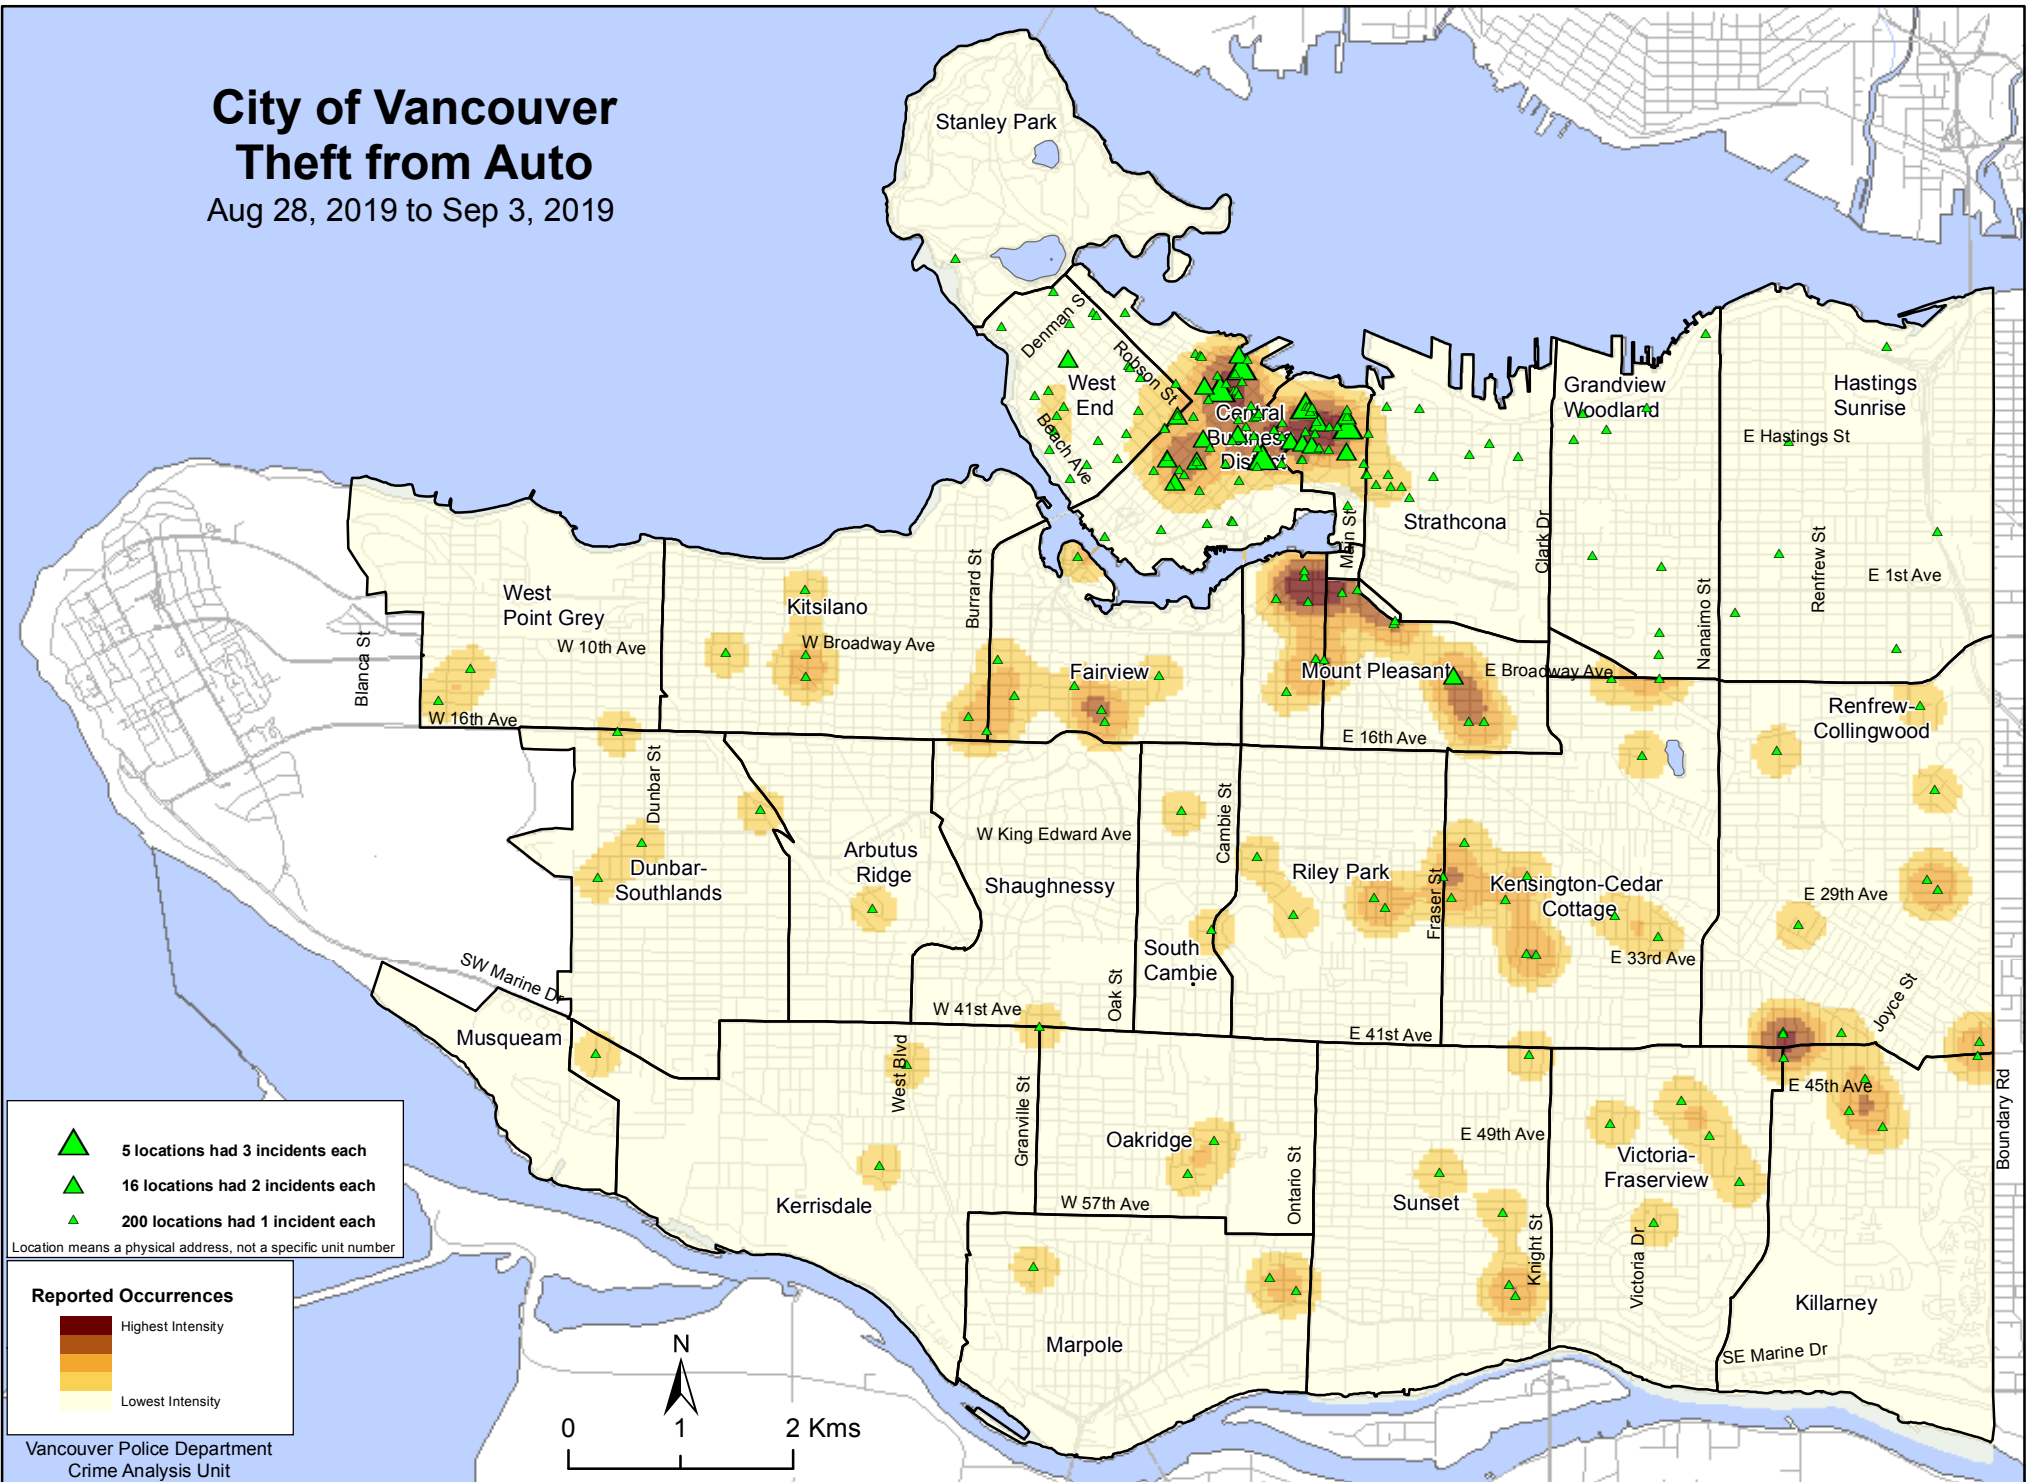 City of Vancouver
Theft from Auto
Aug 28, 2019 to Sep 3, 2019
Stanley Park
Denman S
Robson St
West
End
Beach Ave
Central
Business
District
Grandview
Woodland
Hastings
Sunrise
E Hastings St
Strathcona
Main St
Clark Dr
Nanaimo St
Renfrew St
E 1st Ave
West
Point Grey
Blanca St
W 10th Ave
W 16th Ave
Kitsilano
W Broadway Ave
Burrard St
Fairview
Mount Pleasant
E Broadway Ave
E 16th Ave
Renfrew-
Collingwood
Dunbar St
Dunbar-
Southlands
Arbutus
Ridge
W King Edward Ave
Shaughnessy
Cambie St
Riley Park
Fraser St
Kensington-Cedar
Cottage
E 29th Ave
E 33rd Ave
South
Cambie
Oak St
SW Marine Dr
W 41st Ave
E 41st Ave
Joyce St
Musqueam
West Blvd
Granville St
E 45th Ave
Boundary Rd
Oakridge
E 49th Ave
Ontario St
Victoria-
Fraserview
Kerrisdale
W 57th Ave
Sunset
Knight St
Victoria Dr
Killarney
Marpole
SE Marine Dr
5 locations had 3 incidents each
16 locations had 2 incidents each
200 locations had 1 incident each
Location means a physical address, not a specific unit number
Reported Occurrences
Highest Intensity
Lowest Intensity
Vancouver Police Department
Crime Analysis Unit
N
0 1 2 Kms